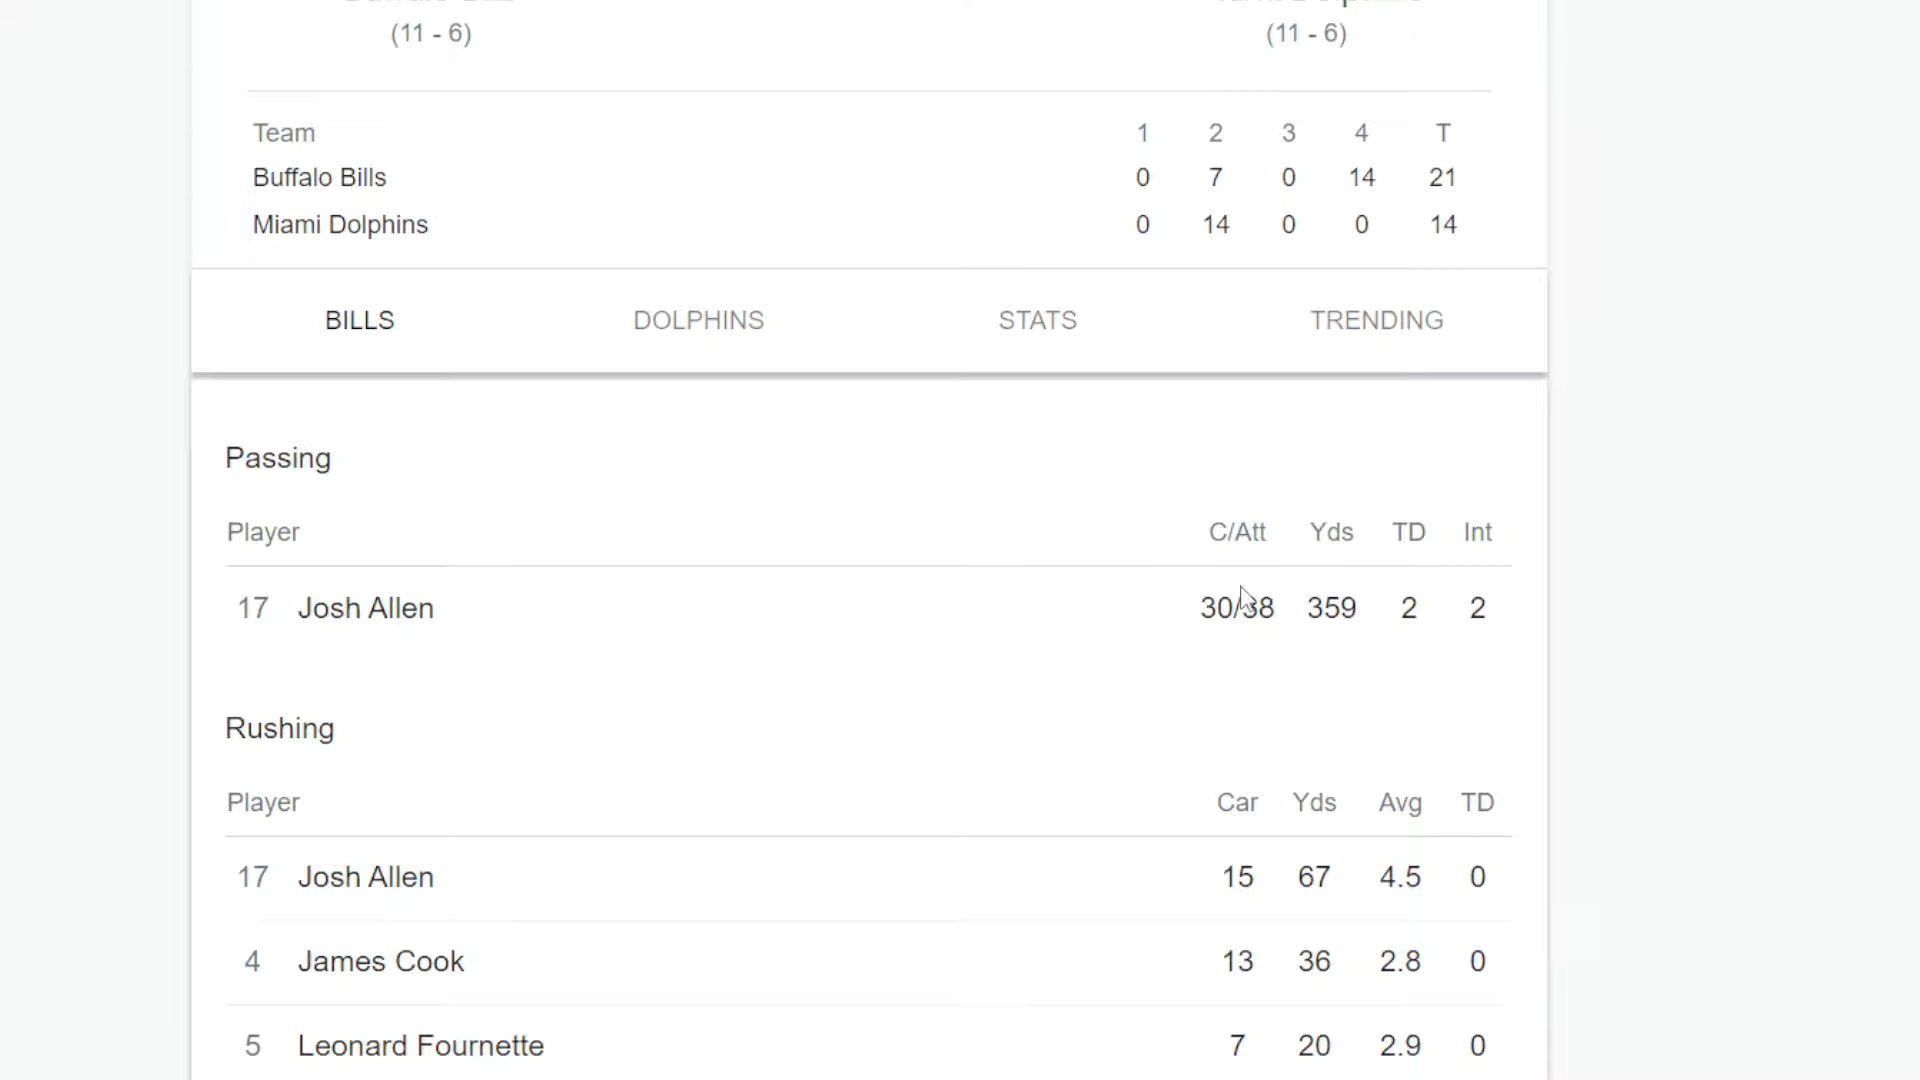 (11 - 6) (11 - 6)
Team 1 2 3 4 T
Buffalo Bills 0 7 0 14 21
Miami Dolphins 0 14 0 0 14
BILLS DOLPHINS STATS TRENDING
Passing
Player C/Att Yds TD Int
17 Josh Allen 30/38 359 2 2
Rushing
Player Car Yds Avg TD
17 Josh Allen 15 67 4.5 0
4 James Cook 13 36 2.8 0
5 Leonard Fournette 7 20 2.9 0